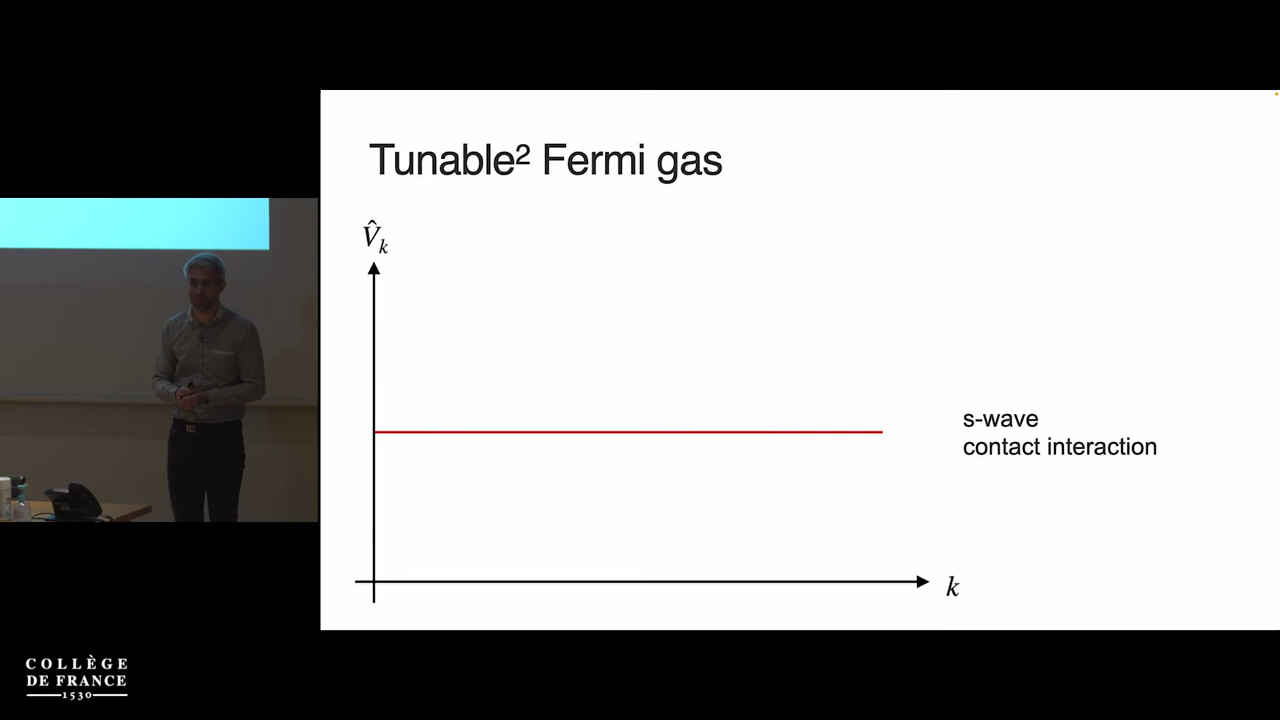 Tunable² Fermi gas
V̂ₖ
s-wave
contact interaction
k
COLLÈGE
DE FRANCE
1530